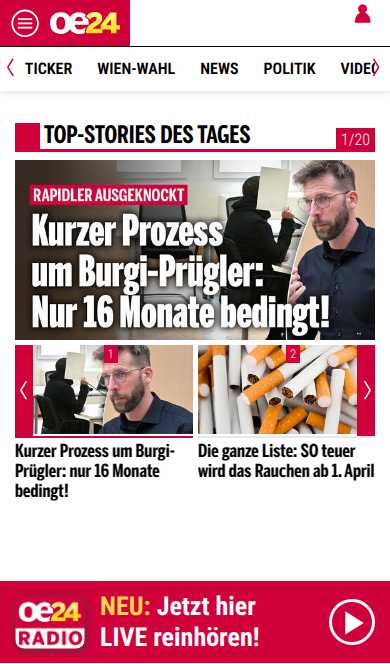 oe24
TICKER WIEN-WAHL NEWS POLITIK VIDEO
TOP-STORIES DES TAGES
1/20
RAPIDLER AUSGEKNOCKT
Kurzer Prozess
um Burgi-Prügler:
Nur 16 Monate bedingt!
1
2
Kurzer Prozess um Burgi-
Prügler: nur 16 Monate
bedingt!
Die ganze Liste: SO teuer
wird das Rauchen ab 1. April
oe24
RADIO
NEU: Jetzt hier
LIVE reinhören!